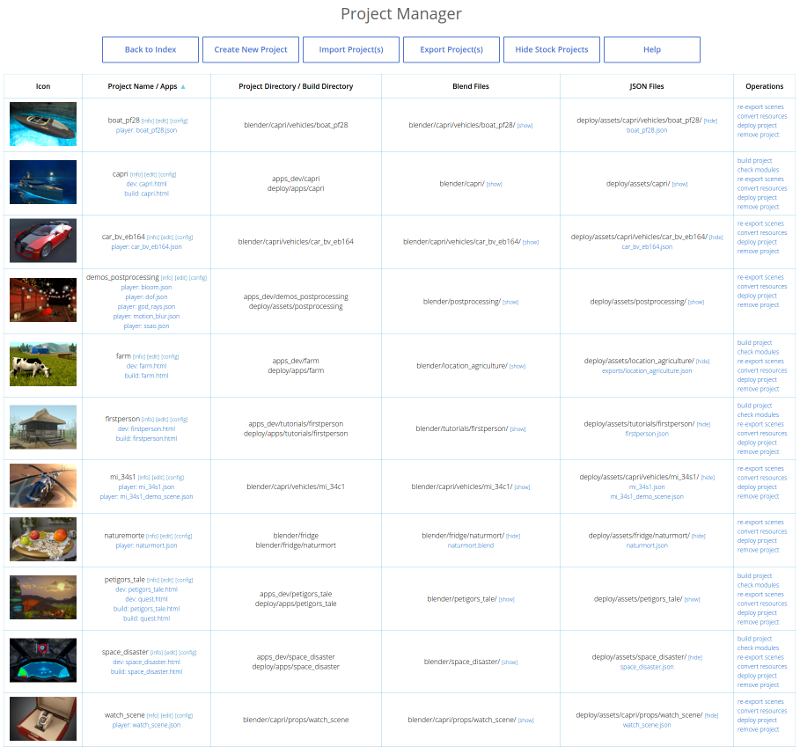 Project Manager
Back to Index Create New Project Import Project(s) Export Project(s) Hide Stock Projects Help
Icon Project Name / Apps ▲ Project Directory / Build Directory Blend Files JSON Files Operations
boat_pf28 [info] [edit] [config]
player: boat_pf28.json
blender/capri/vehicles/boat_pf28
blender/capri/vehicles/boat_pf28/ [show]
deploy/assets/capri/vehicles/boat_pf28/ [hide]
boat_pf28.json
re-export scenes
convert resources
deploy project
remove project
capri [info] [edit] [config]
dev: capri.html
build: capri.html
apps_dev/capri
deploy/apps/capri
blender/capri/ [show]
deploy/assets/capri/ [show]
build project
check modules
re-export scenes
convert resources
deploy project
remove project
car_bv_eb164 [info] [edit] [config]
player: car_bv_eb164.json
blender/capri/vehicles/car_bv_eb164
blender/capri/vehicles/car_bv_eb164/ [show]
deploy/assets/capri/vehicles/car_bv_eb164/ [hide]
car_bv_eb164.json
re-export scenes
convert resources
deploy project
remove project
demos_postprocessing [info] [edit] [config]
player: bloom.json
player: dof.json
player: god_rays.json
player: motion_blur.json
player: ssao.json
apps_dev/demos_postprocessing
deploy/assets/postprocessing
blender/postprocessing/ [show]
deploy/assets/postprocessing/ [show]
re-export scenes
convert resources
deploy project
remove project
farm [info] [edit] [config]
dev: farm.html
build: farm.html
apps_dev/farm
deploy/apps/farm
blender/location_agriculture/ [show]
deploy/assets/location_agriculture/ [hide]
exports/location_agriculture.json
build project
check modules
re-export scenes
convert resources
deploy project
remove project
firstperson [info] [edit] [config]
dev: firstperson.html
build: firstperson.html
apps_dev/tutorials/firstperson
deploy/apps/tutorials/firstperson
blender/tutorials/firstperson/ [show]
deploy/assets/tutorials/firstperson/ [hide]
firstperson.json
build project
check modules
re-export scenes
convert resources
deploy project
remove project
mi_34s1 [info] [edit] [config]
player: mi_34s1.json
player: mi_34s1_demo_scene.json
blender/capri/vehicles/mi_34c1
blender/capri/vehicles/mi_34c1/ [show]
deploy/assets/capri/vehicles/mi_34s1/ [hide]
mi_34s1.json
mi_34s1_demo_scene.json
re-export scenes
convert resources
deploy project
remove project
naturemorte [info] [edit] [config]
player: naturmort.json
blender/fridge
blender/fridge/naturmort
blender/fridge/naturmort/ [hide]
naturmort.blend
deploy/assets/fridge/naturmort/ [hide]
naturmort.json
re-export scenes
convert resources
deploy project
remove project
petigors_tale [info] [edit] [config]
dev: petigors_tale.html
dev: quest.html
build: petigors_tale.html
build: quest.html
apps_dev/petigors_tale
deploy/apps/petigors_tale
blender/petigors_tale/ [show]
deploy/assets/petigors_tale/ [show]
build project
check modules
re-export scenes
convert resources
deploy project
remove project
space_disaster [info] [edit] [config]
dev: space_disaster.html
build: space_disaster.html
apps_dev/space_disaster
deploy/apps/space_disaster
blender/space_disaster/ [show]
deploy/assets/space_disaster/ [hide]
space_disaster.json
build project
check modules
re-export scenes
convert resources
deploy project
remove project
watch_scene [info] [edit] [config]
player: watch_scene.json
blender/capri/props/watch_scene
blender/capri/props/watch_scene/ [show]
deploy/assets/capri/props/watch_scene/ [hide]
watch_scene.json
re-export scenes
convert resources
deploy project
remove project